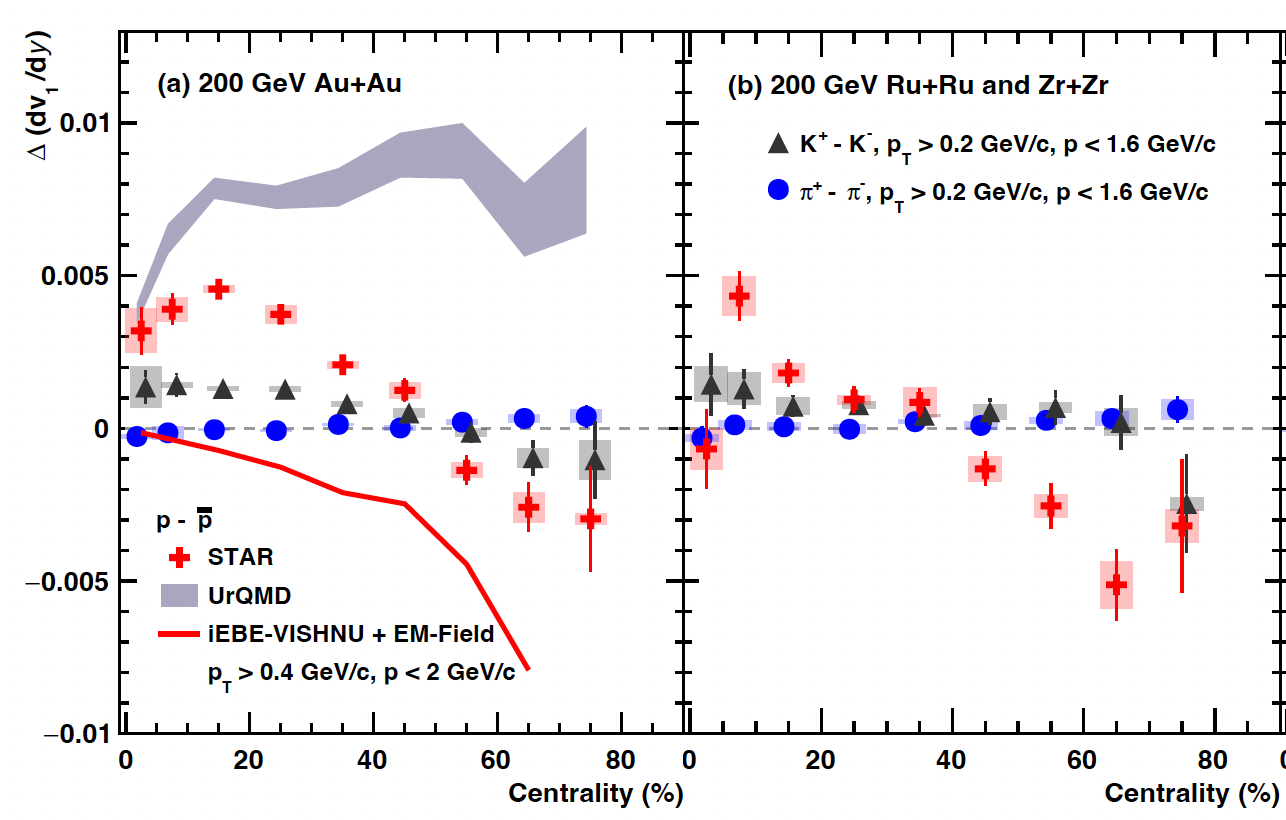 Δ (dv1/dy)
(a) 200 GeV Au+Au
(b) 200 GeV Ru+Ru and Zr+Zr
K+ - K-, pT > 0.2 GeV/c, p < 1.6 GeV/c
π+ - π-, pT > 0.2 GeV/c, p < 1.6 GeV/c
0.01
0.005
0
−0.005
−0.01
p - p̅
STAR
UrQMD
iEBE-VISHNU + EM-Field
pT > 0.4 GeV/c, p < 2 GeV/c
0 20 40 60 80 0 20 40 60 80
Centrality (%) Centrality (%)